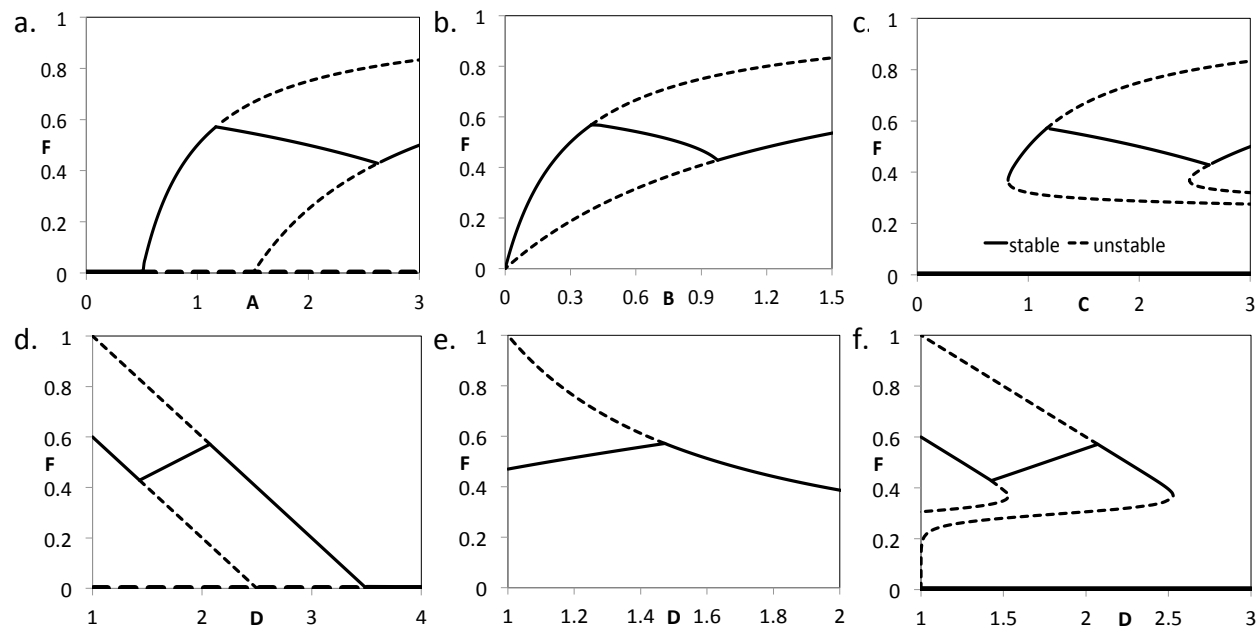 a.
1
0.8
0.6
F
0.4
0.2
0
0 1 A 2 3
b.
1
0.8
0.6
F
0.4
0.2
0
0 0.3 0.6 B 0.9 1.2 1.5
c.
1
0.8
0.6
F
0.4
0.2
0
stable unstable
0 1 C 2 3
d.
1
0.8
0.6
F
0.4
0.2
0
1 2 D 3 4
e.
1
0.8
0.6
F
0.4
0.2
0
1 1.2 1.4 D 1.6 1.8 2
f.
1
0.8
0.6
F
0.4
0.2
0
1 1.5 2 D 2.5 3